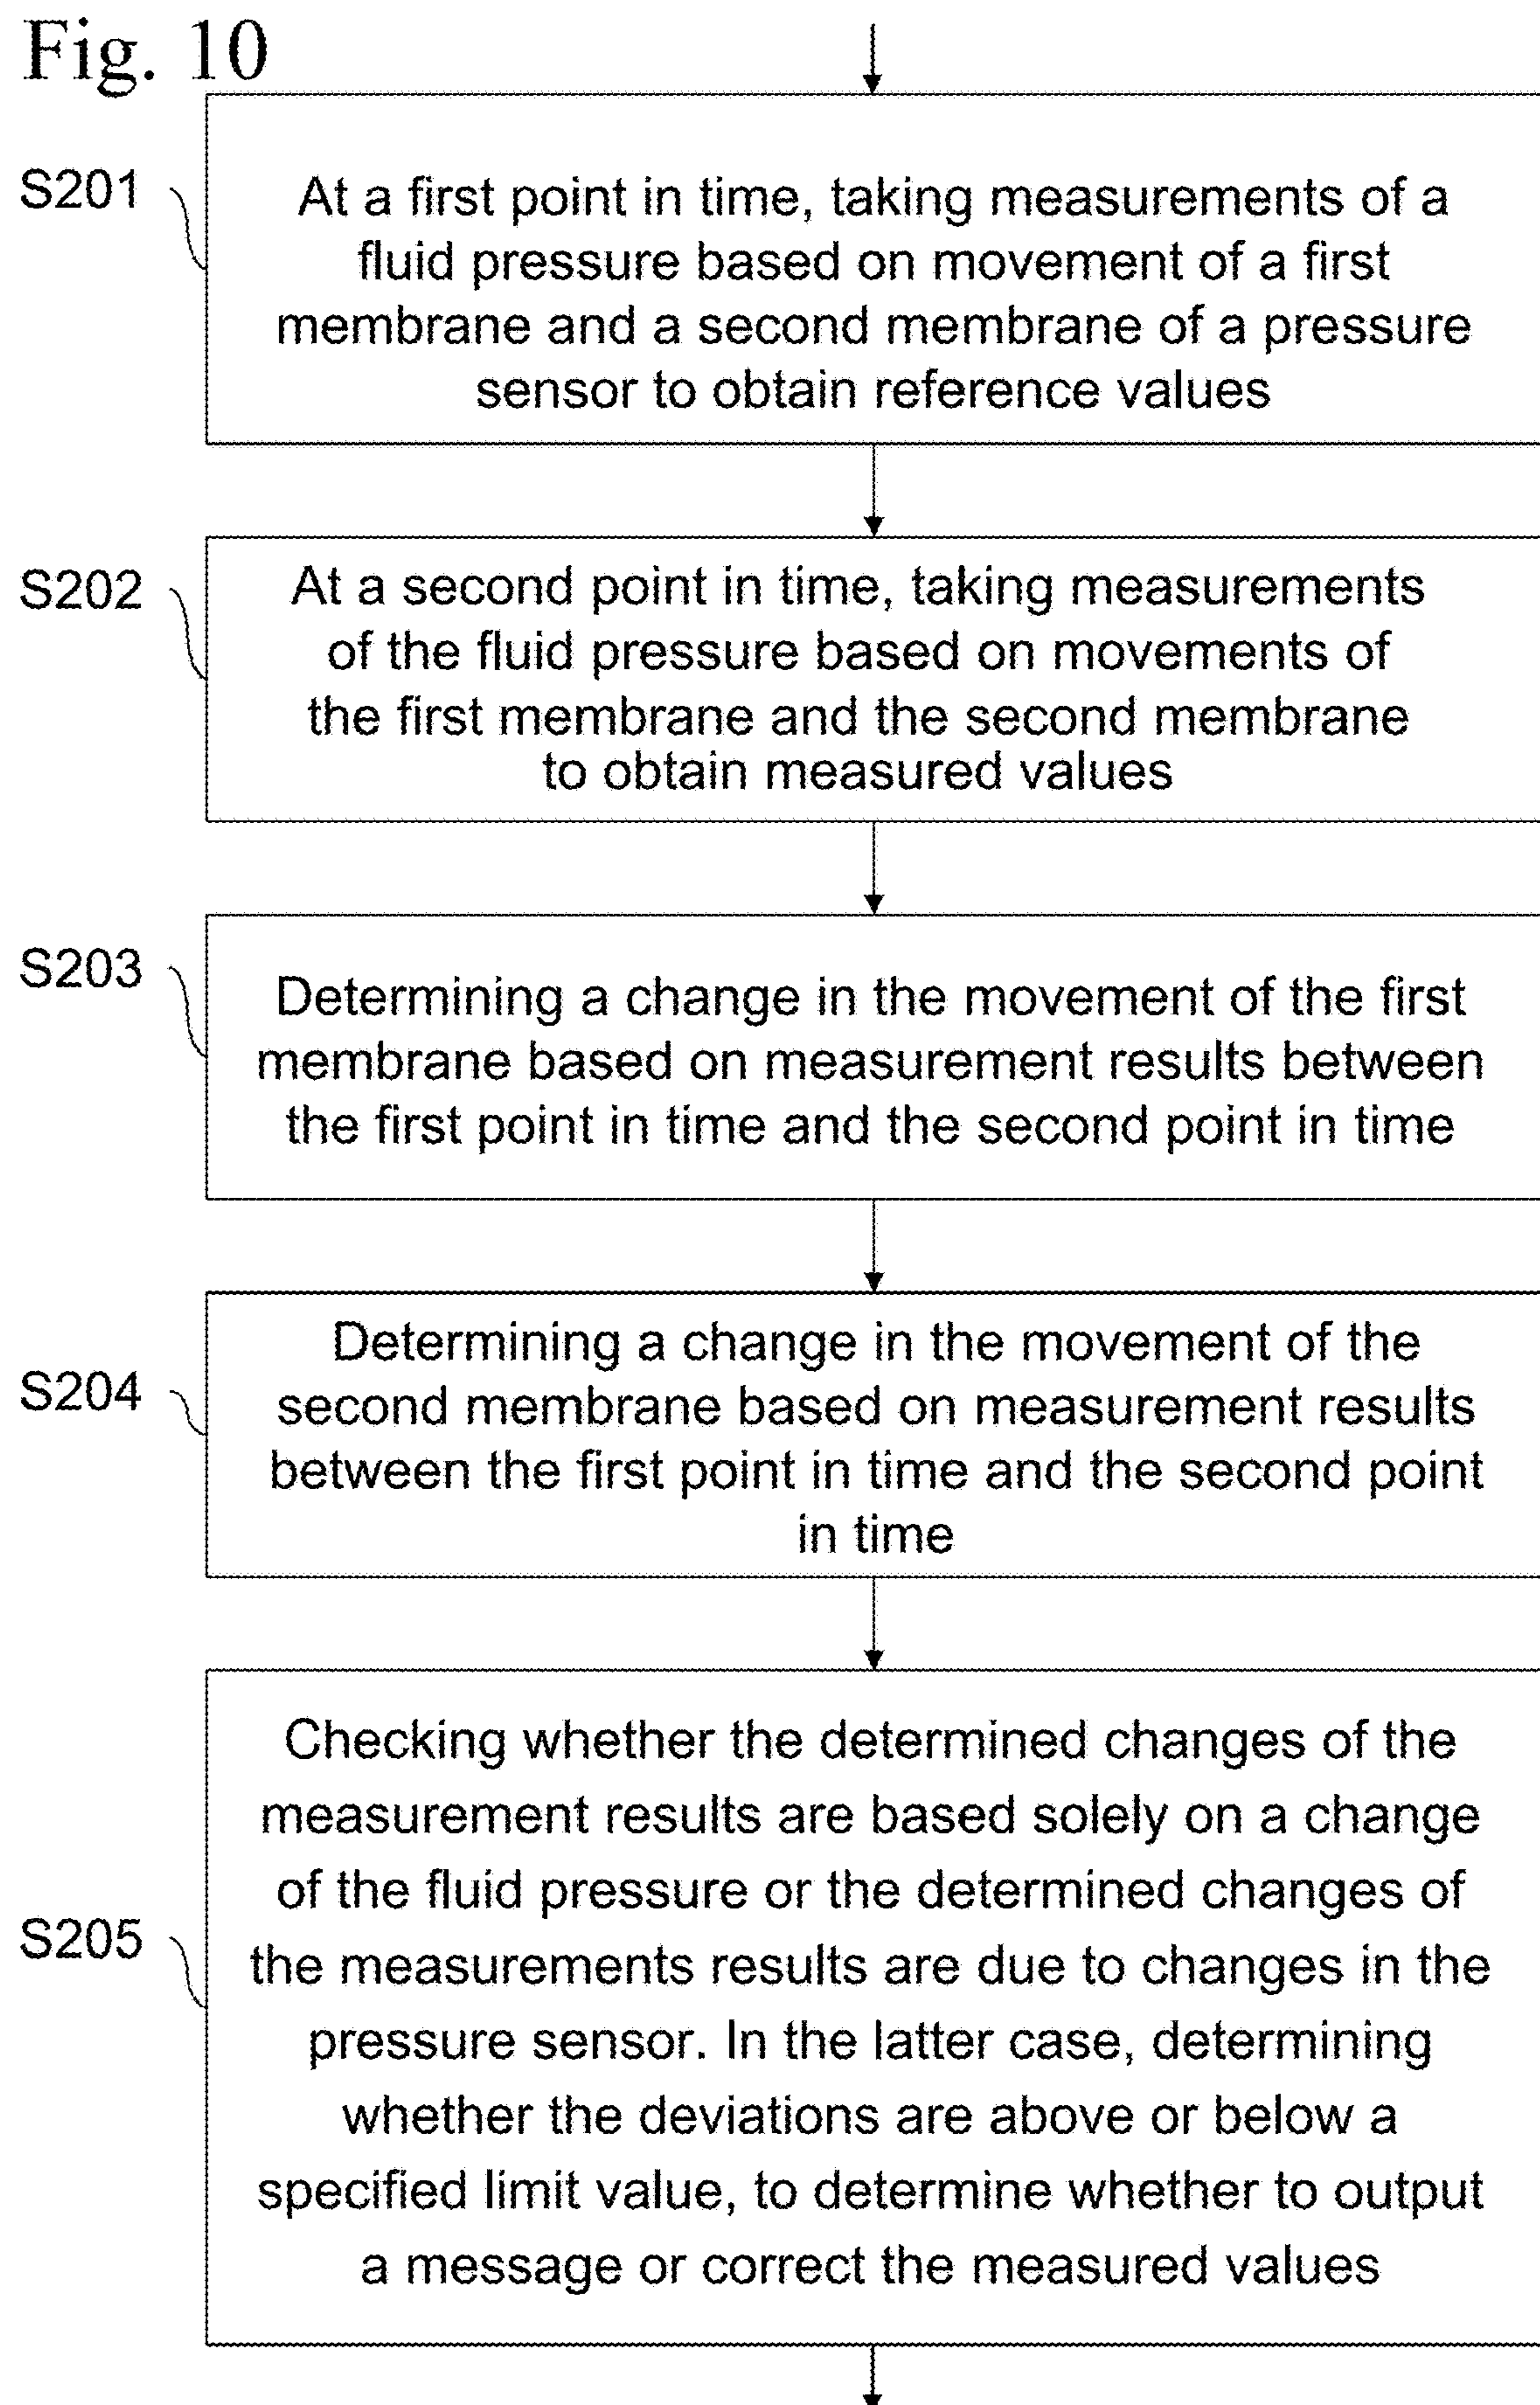 Fig. 10
S201
At a first point in time, taking measurements of a
fluid pressure based on movement of a first
membrane and a second membrane of a pressure
sensor to obtain reference values
S202
At a second point in time, taking measurements
of the fluid pressure based on movements of
the first membrane and the second membrane
to obtain measured values
S203
Determining a change in the movement of the first
membrane based on measurement results between
the first point in time and the second point in time
S204
Determining a change in the movement of the
second membrane based on measurement results
between the first point in time and the second point
in time
S205
Checking whether the determined changes of the
measurement results are based solely on a change
of the fluid pressure or the determined changes of
the measurements results are due to changes in the
pressure sensor. In the latter case, determining
whether the deviations are above or below a
specified limit value, to determine whether to output
a message or correct the measured values